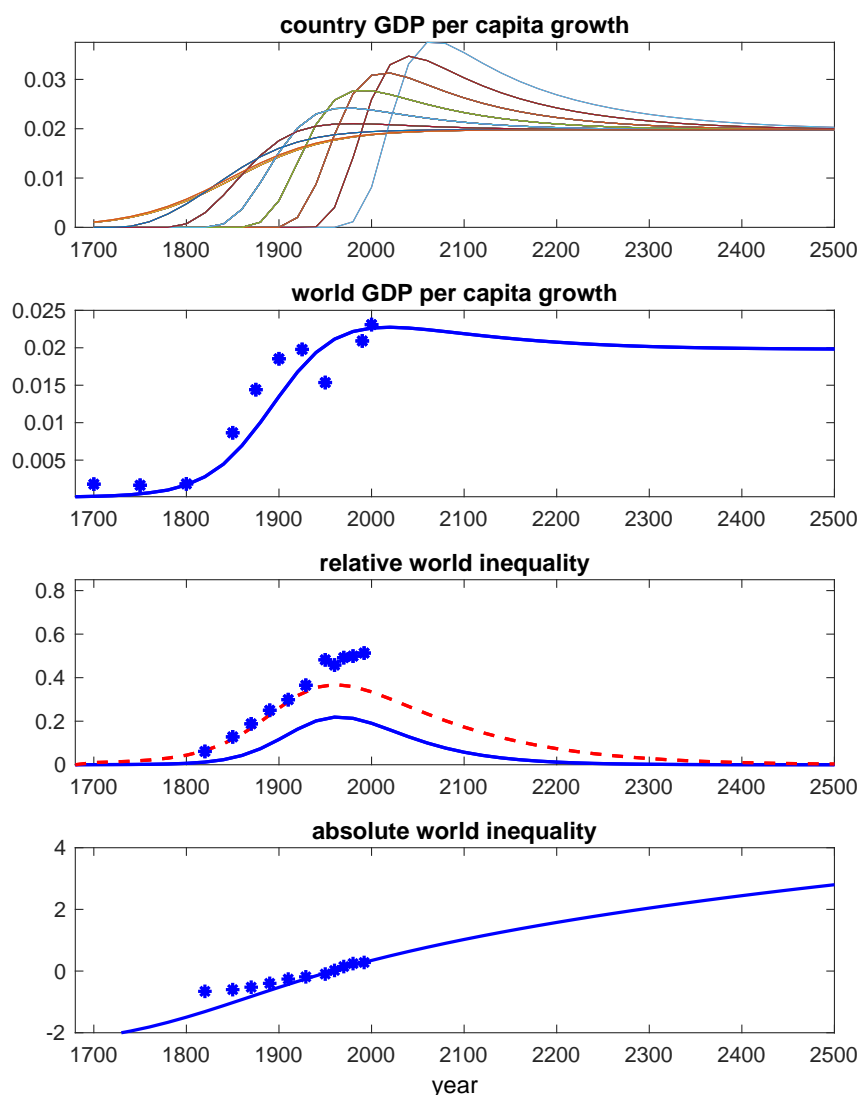 country GDP per capita growth
0.03
0.02
0.01
0
1700 1800 1900 2000 2100 2200 2300 2400 2500
world GDP per capita growth
0.025
0.02
0.015
0.01
0.005
1700 1800 1900 2000 2100 2200 2300 2400 2500
relative world inequality
0.8
0.6
0.4
0.2
0
1700 1800 1900 2000 2100 2200 2300 2400 2500
absolute world inequality
4
2
0
-2
1700 1800 1900 2000 2100 2200 2300 2400 2500
year